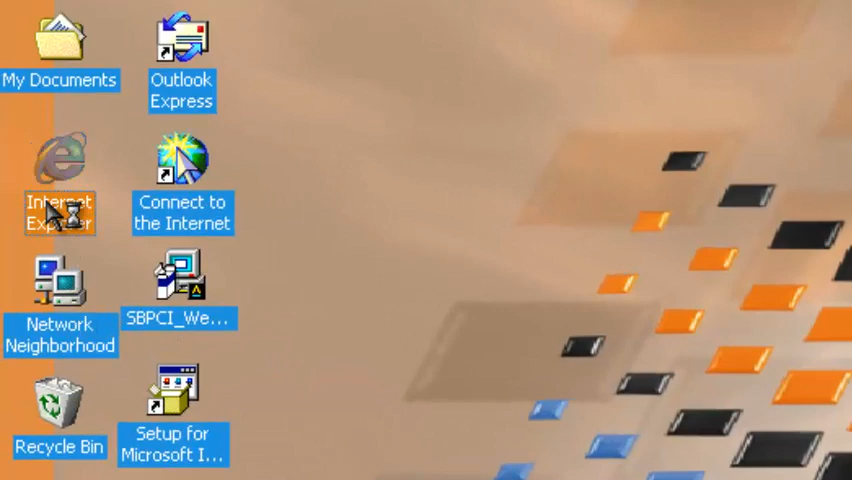 My Documents
Outlook
Express
Internet
Explorer
Connect to
the Internet
Network
Neighborhood
SBPCI_We...
Recycle Bin
Setup for
Microsoft I...